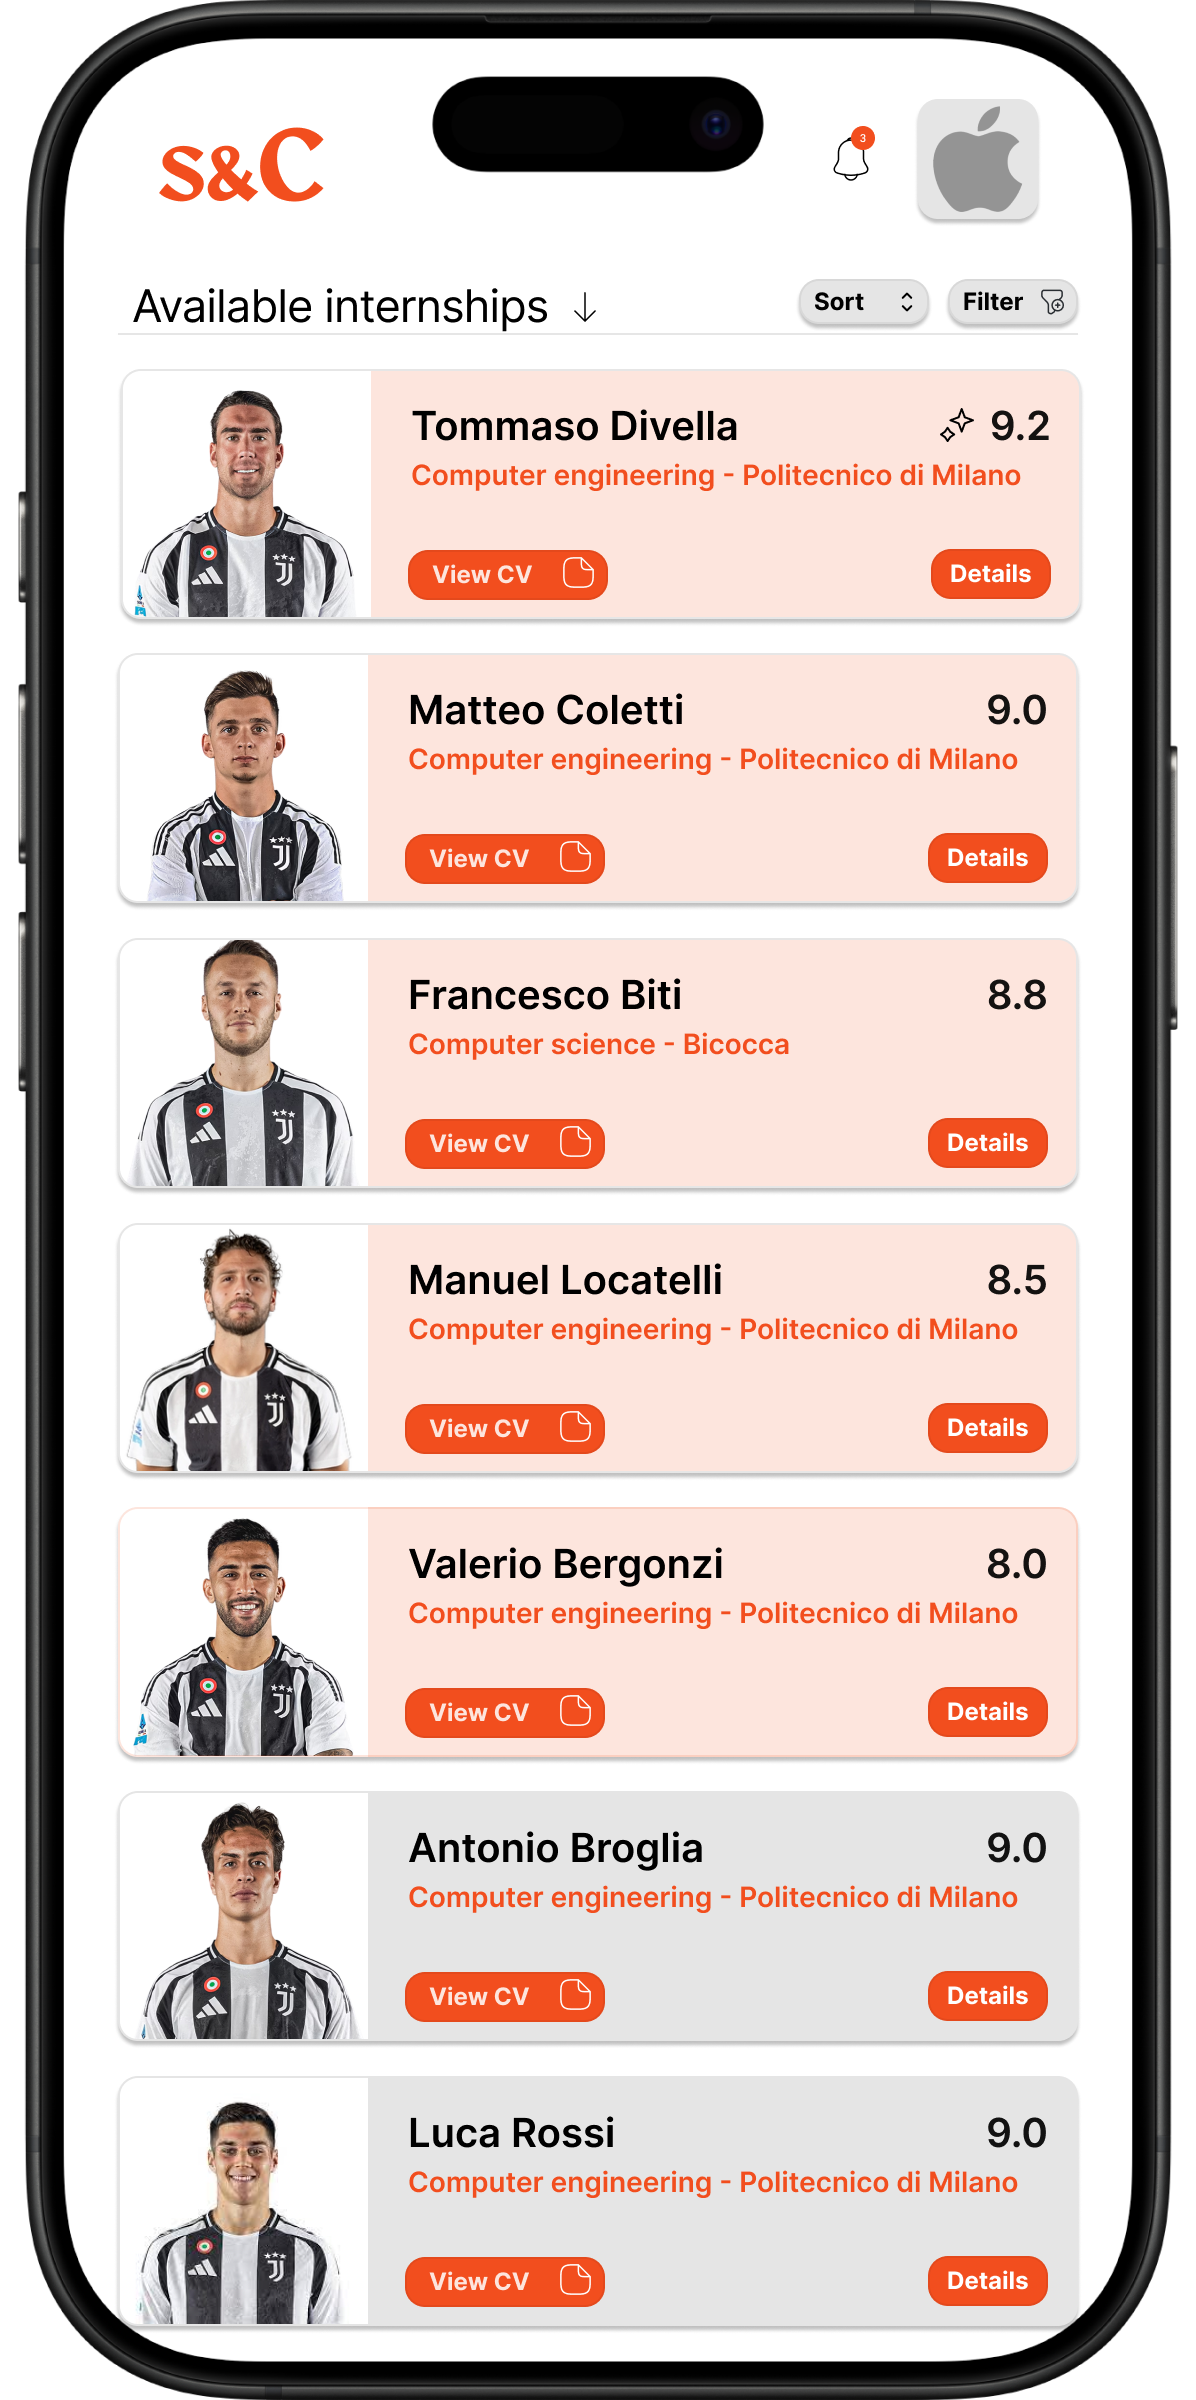 S&C
3
Available internships ↓
Sort
Filter
Tommaso Divella
9.2
Computer engineering - Politecnico di Milano
View CV
Details
Matteo Coletti
9.0
Computer engineering - Politecnico di Milano
View CV
Details
Francesco Biti
8.8
Computer science - Bicocca
View CV
Details
Manuel Locatelli
8.5
Computer engineering - Politecnico di Milano
View CV
Details
Valerio Bergonzi
8.0
Computer engineering - Politecnico di Milano
View CV
Details
Antonio Broglia
9.0
Computer engineering - Politecnico di Milano
View CV
Details
Luca Rossi
9.0
Computer engineering - Politecnico di Milano
View CV
Details